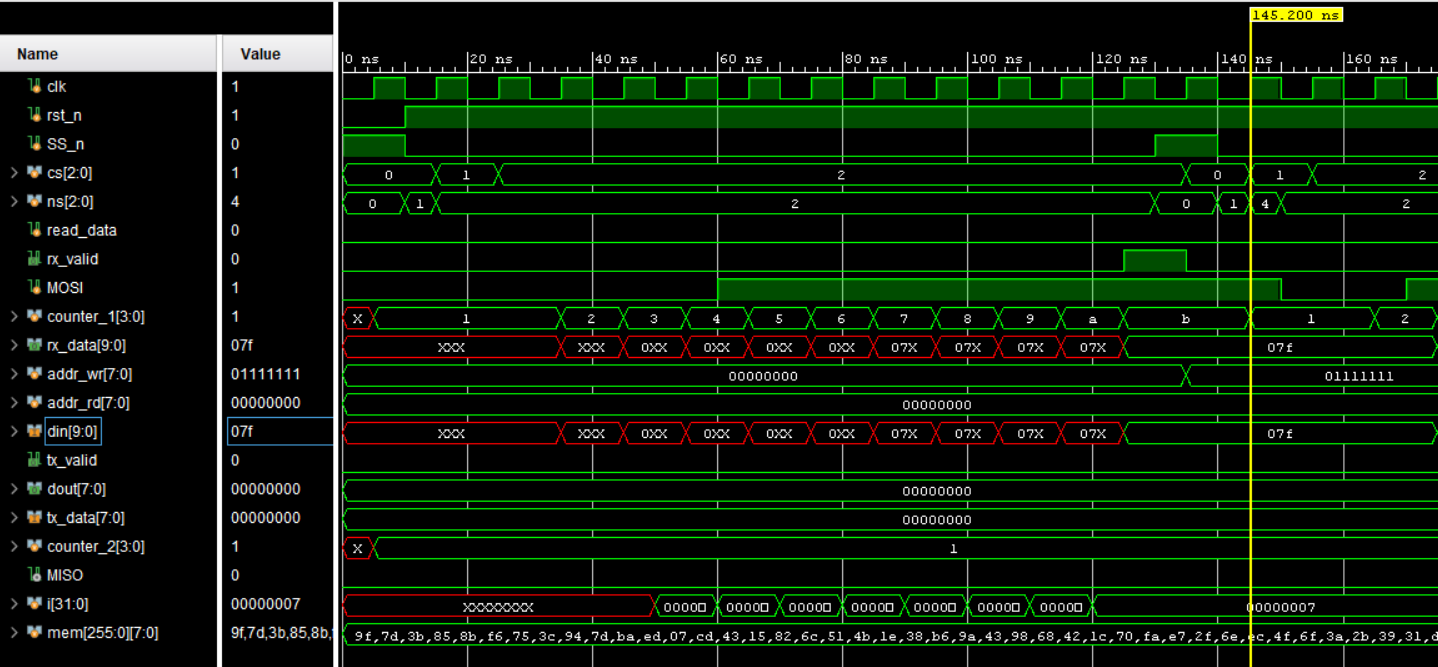 145.200 ns
Name Value
0 ns 20 ns 40 ns 60 ns 80 ns 100 ns 120 ns 140 ns 160 ns
clk 1
rst_n 1
SS_n 0
cs[2:0] 1 0 1 2 0 1 2
ns[2:0] 4 0 1 2 0 1 4 2
read_data 0
rx_valid 0
MOSI 1
counter_1[3:0] 1 X 1 2 3 4 5 6 7 8 9 a b 1 2
rx_data[9:0] 07f XXX XXX 0XX 0XX 0XX 0XX 07X 07X 07X 07X 07f
addr_wr[7:0] 01111111 00000000 01111111
addr_rd[7:0] 00000000 00000000
din[9:0] 07f XXX XXX 0XX 0XX 0XX 0XX 07X 07X 07X 07X 07f
tx_valid 0
dout[7:0] 00000000 00000000
tx_data[7:0] 00000000 00000000
counter_2[3:0] 1 X 1
MISO 0
i[31:0] 00000007 XXXXXXXX 0000 0000 0000 0000 0000 0000 0000 00000007
mem[255:0][7:0] 9f,7d,3b,85,8b, 9f,7d,3b,85,8b,f6,75,3c,94,7d,ba,ed,07,cd,43,15,82,6c,51,4b,1e,38,b6,9a,43,98,68,42,1c,70,fa,e7,2f,6e,ec,4f,6f,3a,2b,39,31,d